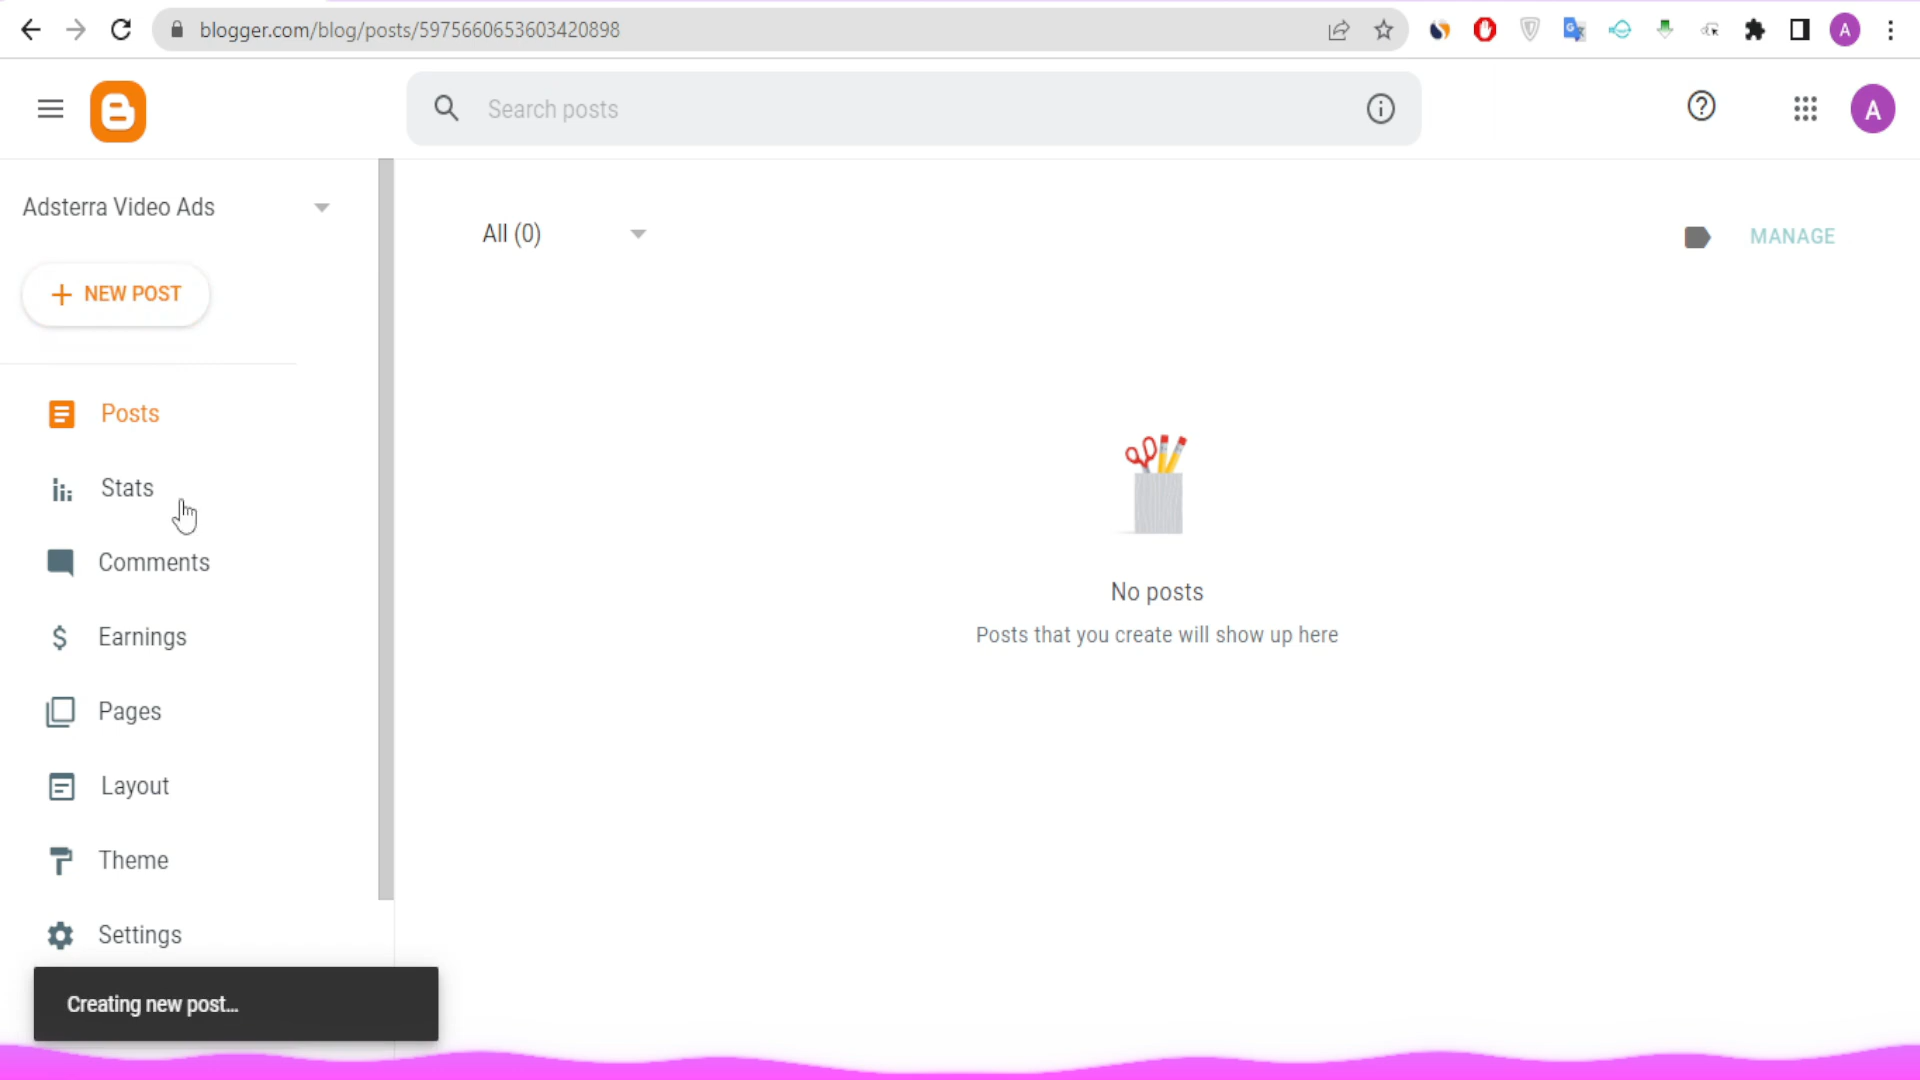 blogger.com/blog/posts/5975660653603420898
A
Search posts
A
Adsterra Video Ads
All (0)
MANAGE
+ NEW POST
Posts
Stats
Comments
Earnings
Pages
Layout
Theme
Settings
No posts
Posts that you create will show up here
Creating new post...